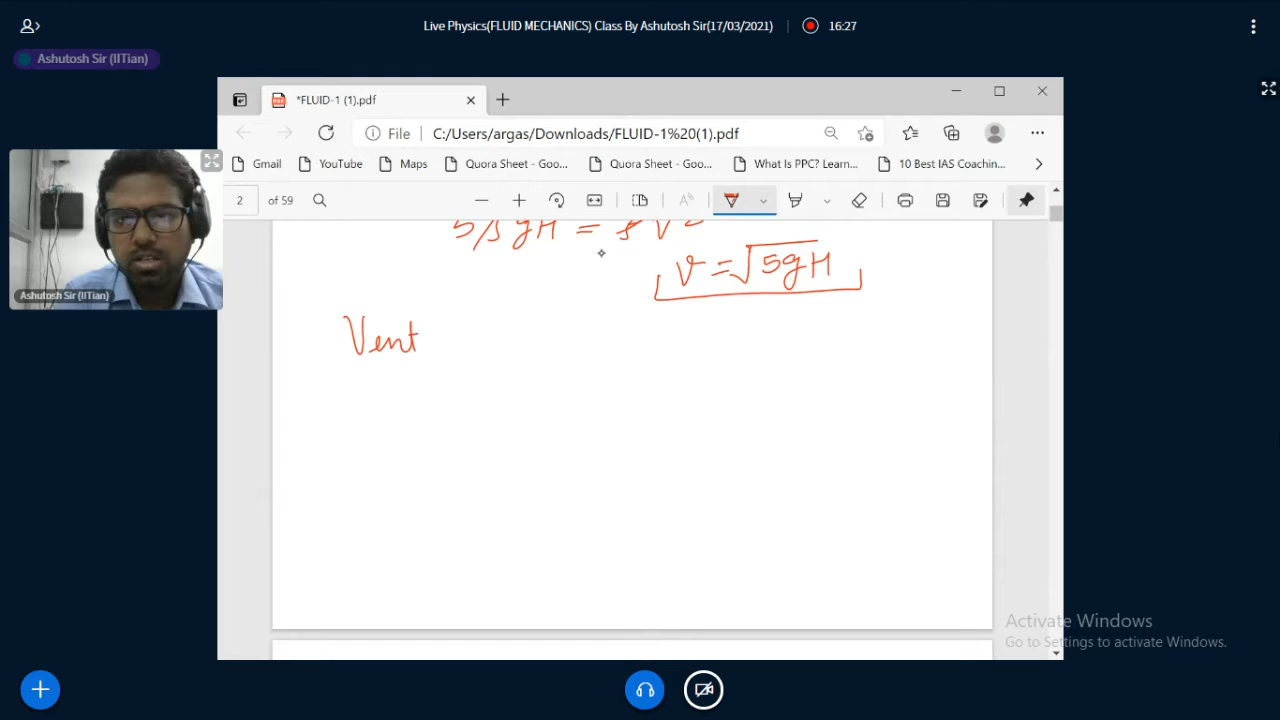 Live Physics(FLUID MECHANICS) Class By Ashutosh Sir(17/03/2021)
16:27
Ashutosh Sir (IITian)
*FLUID-1 (1).pdf
File
C:/Users/argas/Downloads/FLUID-1%20(1).pdf
Gmail
YouTube
Maps
Quora Sheet - Goo...
Quora Sheet - Goo...
What Is PPC? Learn...
10 Best IAS Coachin...
2
of 59
gH =
V = √5gH
Ashutosh Sir (IITian)
Vent
Activate Windows
Go to Settings to activate Windows.